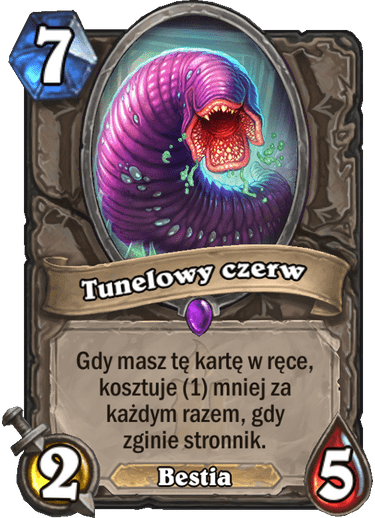 7
Tunelowy czerw
Gdy masz tę kartę w ręce,
kosztuje (1) mniej za
każdym razem, gdy
zginie stronnik.
2
Bestia
5